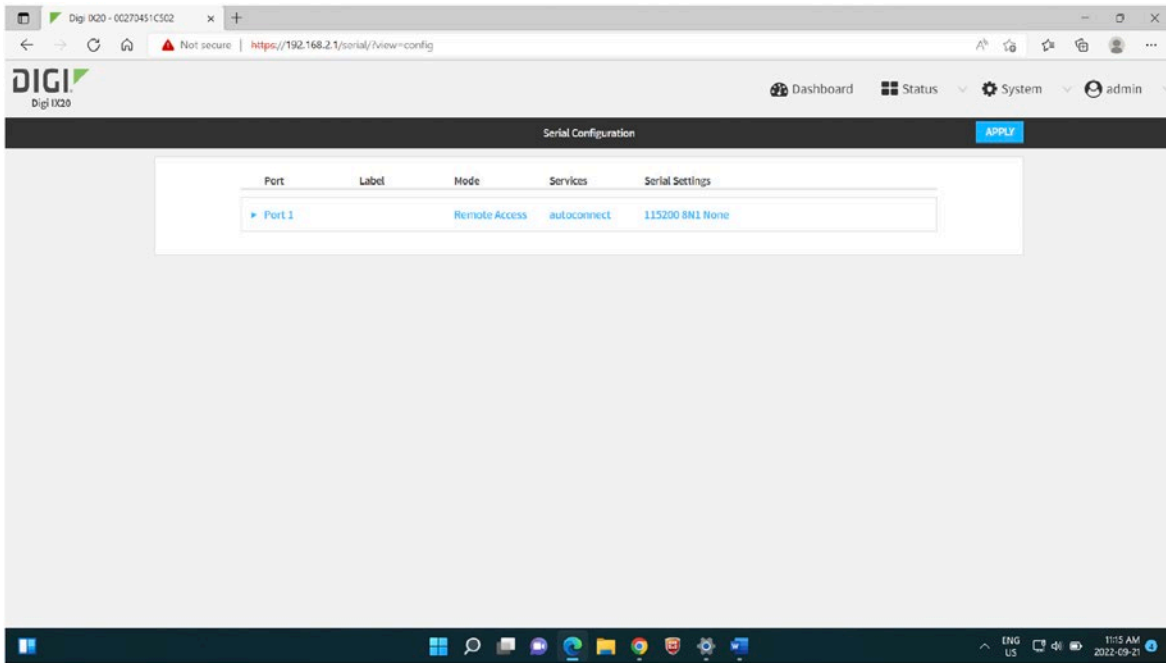 Digi IX20 - 00270451C502
Not secure https://192.168.2.1/serial/?view=config
DIGI
Digi IX20
Dashboard Status System admin
Serial Configuration APPLY
Port Label Mode Services Serial Settings
Port 1 Remote Access autoconnect 115200 8N1 None
ENG
US
11:15 AM
2022-09-21